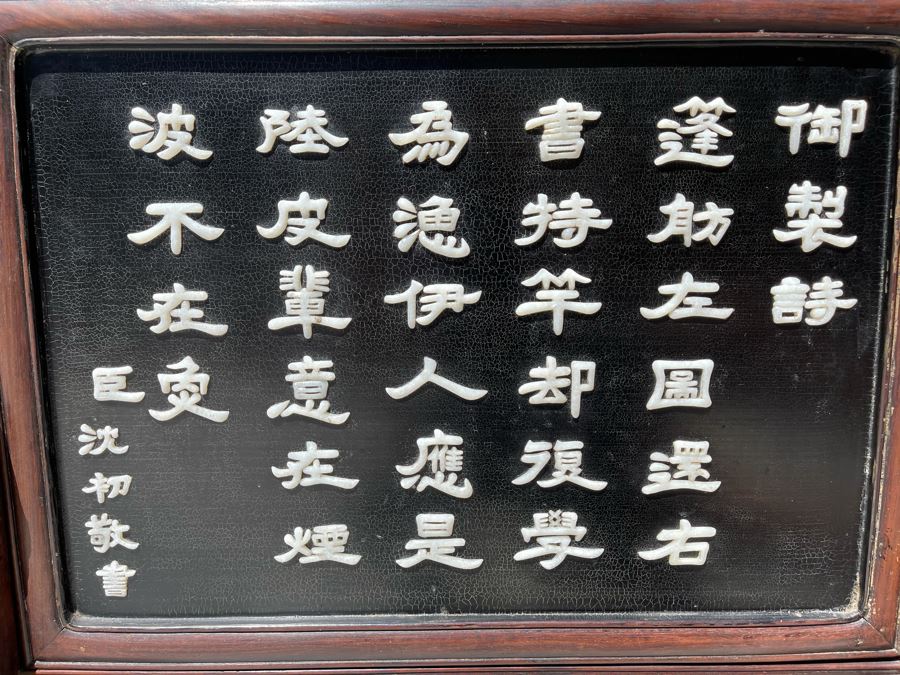 御製詩
蓬舫左圖還右
書持竿却復學
為漁伊人應是
陸皮輩意在煙
波不在魚
臣沈初敬書